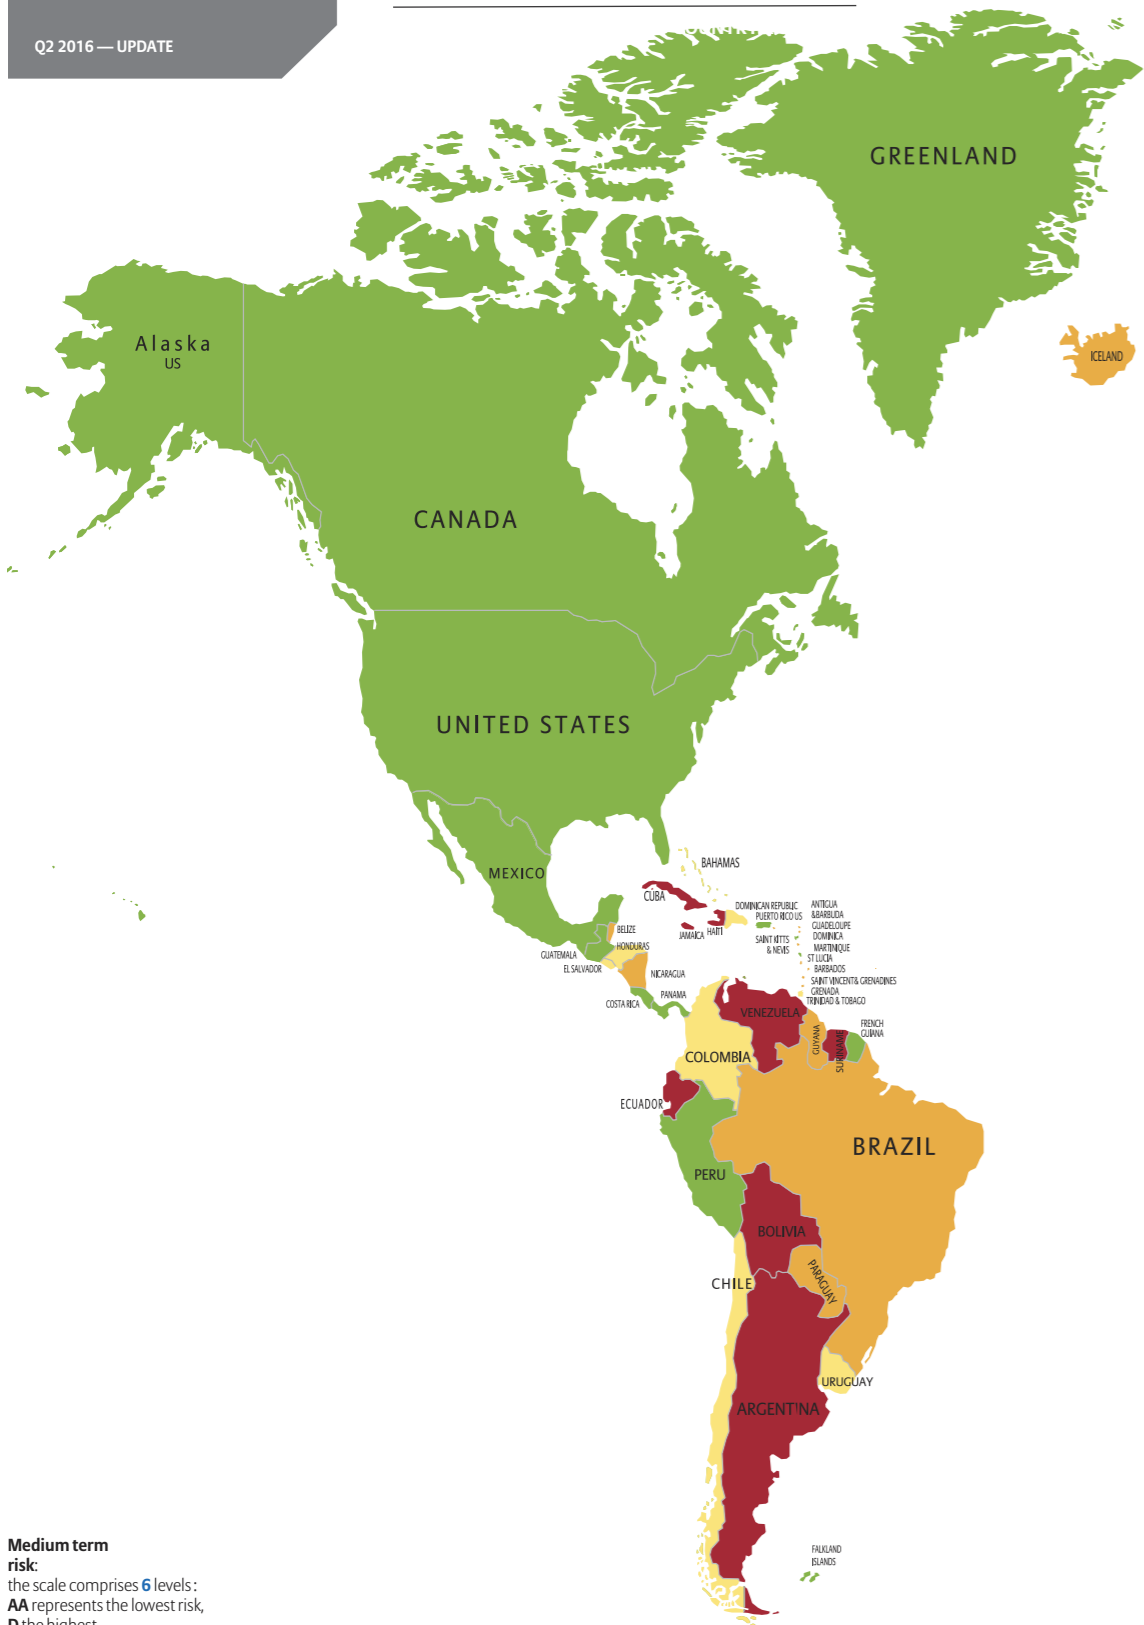 Q2 2016 — UPDATE
GREENLAND
ICELAND
Alaska
US
CANADA
UNITED STATES
MEXICO
BAHAMAS
CUBA
DOMINICAN REPUBLIC
PUERTO RICO US
ANTIGUA
&BARBUDA
GUADELOUPE
DOMINICA
MARTINIQUE
ST LUCIA
BARBADOS
SAINT VINCENT& GRENADINES
GRENADA
TRINIDAD & TOBAGO
JAMAICA
HAITI
SAINT KITTS
& NEVIS
BELIZE
HONDURAS
GUATEMALA
EL SALVADOR
NICARAGUA
COSTA RICA
PANAMA
VENEZUELA
GUYANA
SURINAME
FRENCH
GUIANA
COLOMBIA
ECUADOR
BRAZIL
PERU
BOLIVIA
PARAGUAY
CHILE
URUGUAY
ARGENTINA
FALKLAND
ISLANDS
Medium term
risk:
the scale comprises 6 levels :
AA represents the lowest risk,
D the highest